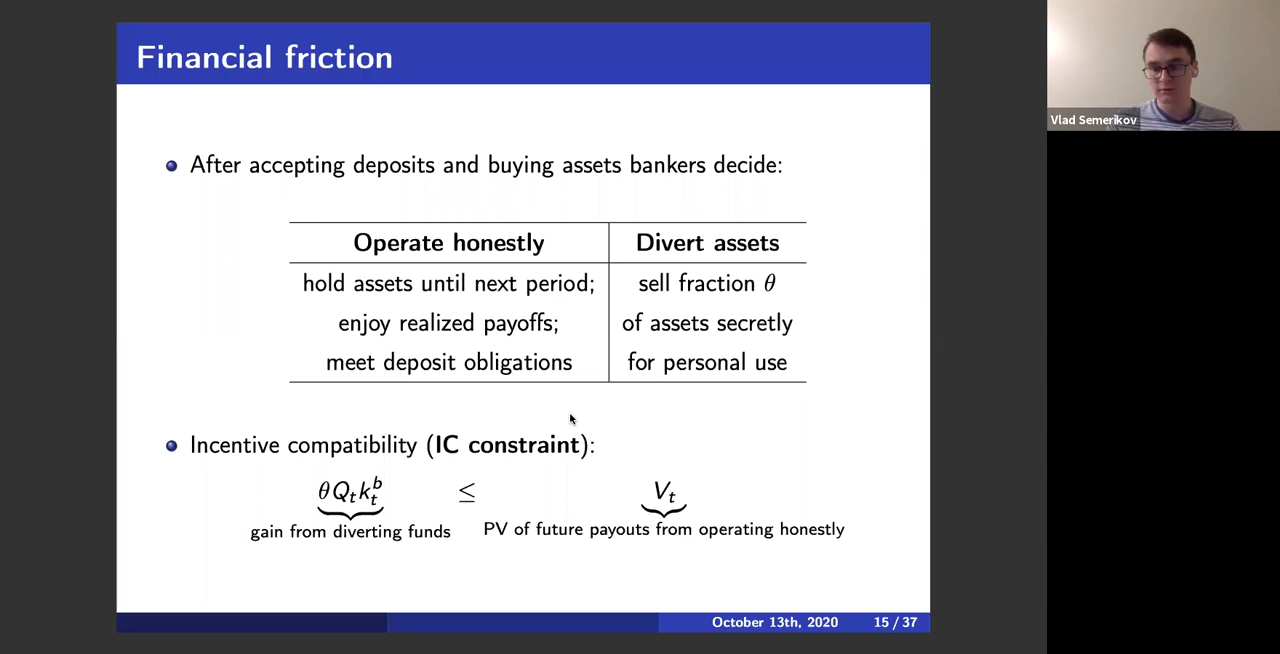 Financial friction
Vlad Semerikov
After accepting deposits and buying assets bankers decide:
Operate honestly Divert assets
hold assets until next period; sell fraction θ
enjoy realized payoffs; of assets secretly
meet deposit obligations for personal use
Incentive compatibility (IC constraint):
θQ_t k_t^b ≤ V_t
gain from diverting funds PV of future payouts from operating honestly
October 13th, 2020 15 / 37